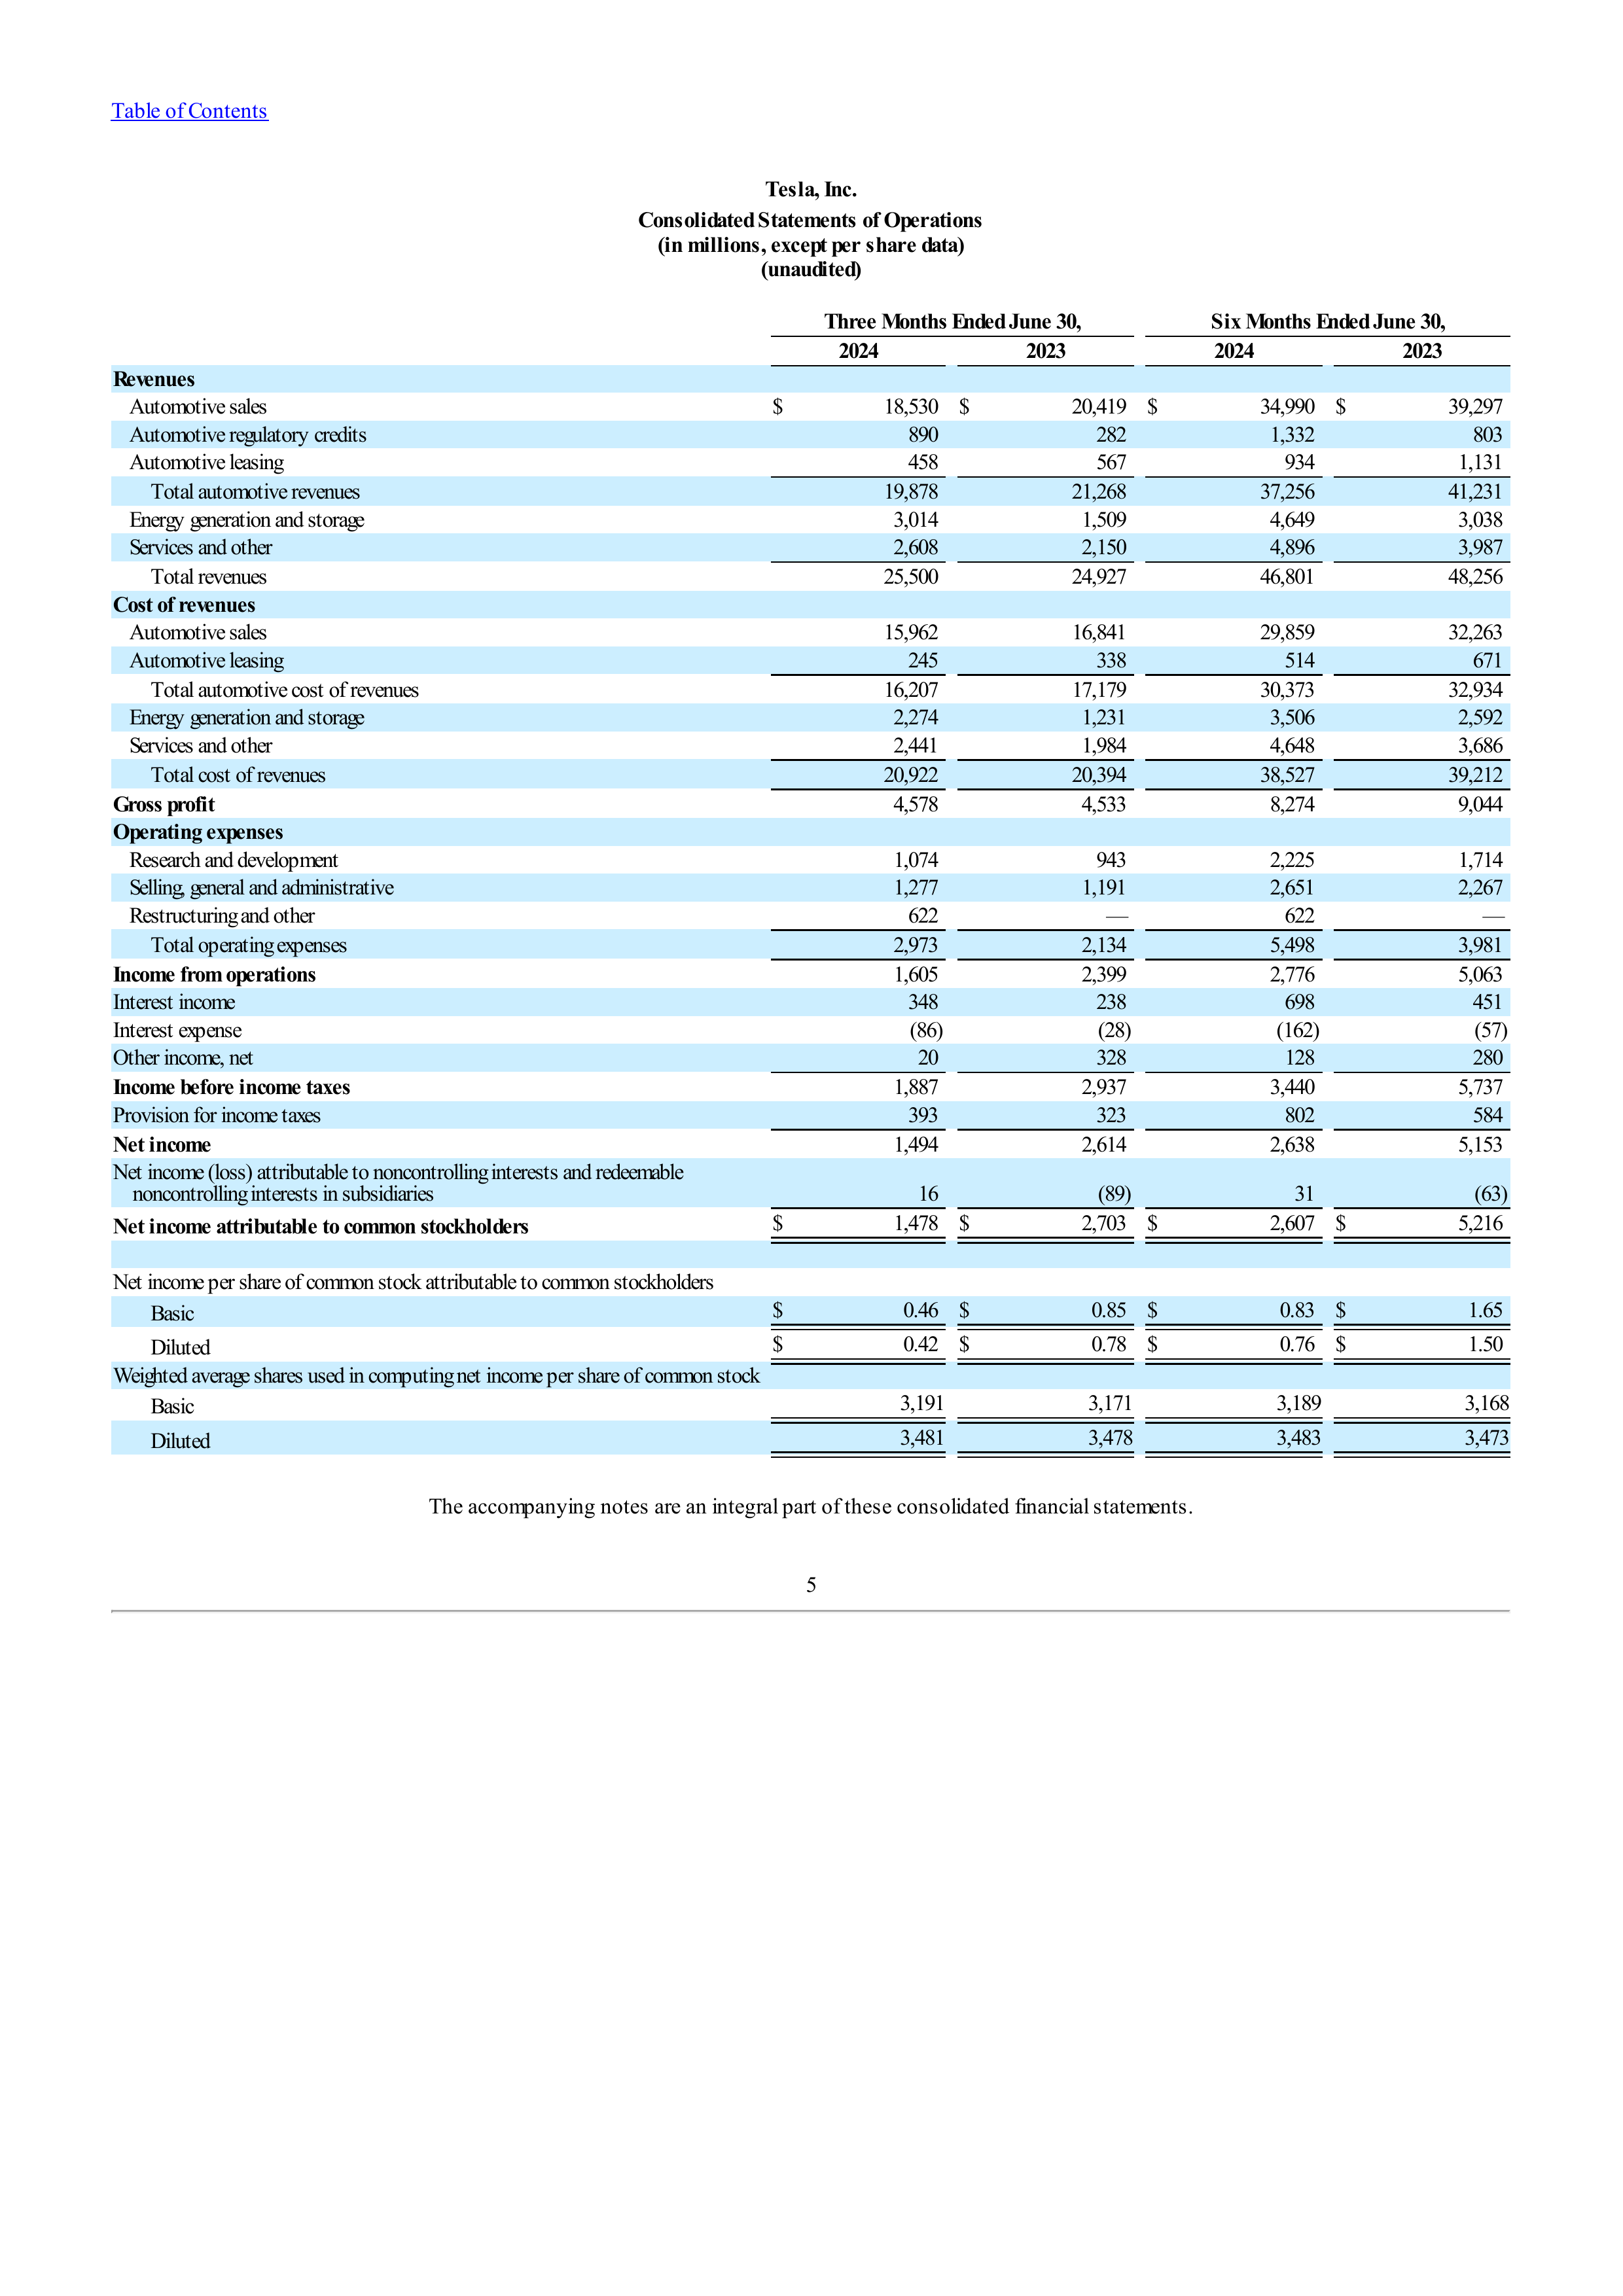 Table of Contents
Tesla, Inc.
Consolidated Statements of Operations
(in millions, except per share data)
(unaudited)
Three Months Ended June 30, Six Months Ended June 30,
2024 2023 2024 2023
Revenues
Automotive sales $ 18,530 $ 20,419 $ 34,990 $ 39,297
Automotive regulatory credits 890 282 1,332 803
Automotive leasing 458 567 934 1,131
Total automotive revenues 19,878 21,268 37,256 41,231
Energy generation and storage 3,014 1,509 4,649 3,038
Services and other 2,608 2,150 4,896 3,987
Total revenues 25,500 24,927 46,801 48,256
Cost of revenues
Automotive sales 15,962 16,841 29,859 32,263
Automotive leasing 245 338 514 671
Total automotive cost of revenues 16,207 17,179 30,373 32,934
Energy generation and storage 2,274 1,231 3,506 2,592
Services and other 2,441 1,984 4,648 3,686
Total cost of revenues 20,922 20,394 38,527 39,212
Gross profit 4,578 4,533 8,274 9,044
Operating expenses
Research and development 1,074 943 2,225 1,714
Selling, general and administrative 1,277 1,191 2,651 2,267
Restructuring and other 622 — 622 —
Total operating expenses 2,973 2,134 5,498 3,981
Income from operations 1,605 2,399 2,776 5,063
Interest income 348 238 698 451
Interest expense (86) (28) (162) (57)
Other income, net 20 328 128 280
Income before income taxes 1,887 2,937 3,440 5,737
Provision for income taxes 393 323 802 584
Net income 1,494 2,614 2,638 5,153
Net income (loss) attributable to noncontrolling interests and redeemable
noncontrolling interests in subsidiaries 16 (89) 31 (63)
Net income attributable to common stockholders $ 1,478 $ 2,703 $ 2,607 $ 5,216
Net income per share of common stock attributable to common stockholders
Basic $ 0.46 $ 0.85 $ 0.83 $ 1.65
Diluted $ 0.42 $ 0.78 $ 0.76 $ 1.50
Weighted average shares used in computing net income per share of common stock
Basic 3,191 3,171 3,189 3,168
Diluted 3,481 3,478 3,483 3,473
The accompanying notes are an integral part of these consolidated financial statements.
5